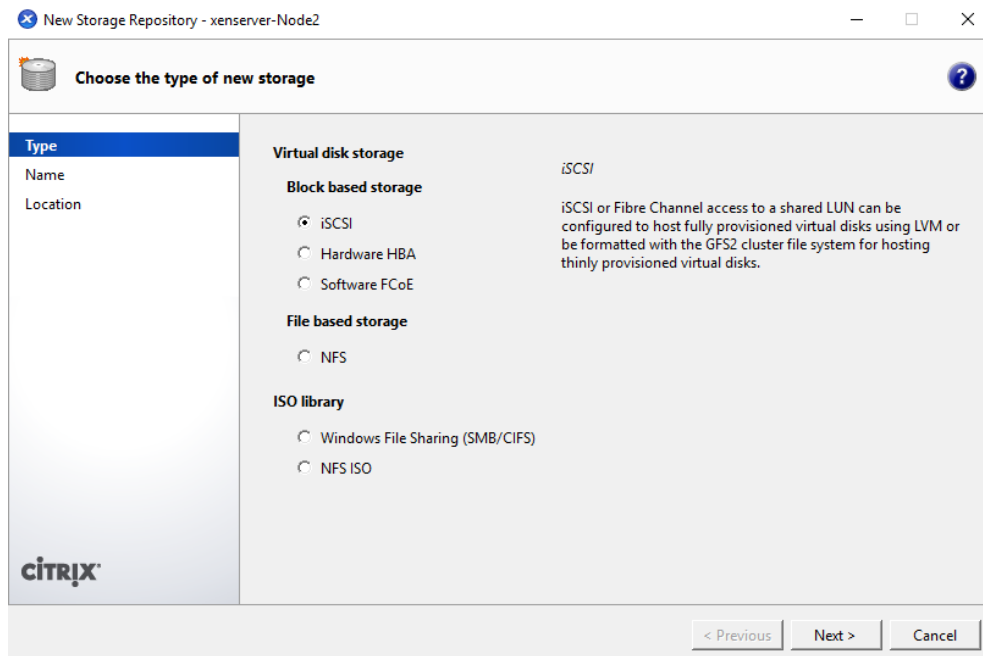 New Storage Repository - xenserver-Node2
Choose the type of new storage
?
Type
Name
Location
Virtual disk storage
Block based storage
iSCSI
Hardware HBA
Software FCoE
File based storage
NFS
ISO library
Windows File Sharing (SMB/CIFS)
NFS ISO
iSCSI
iSCSI or Fibre Channel access to a shared LUN can be
configured to host fully provisioned virtual disks using LVM or
be formatted with the GFS2 cluster file system for hosting
thinly provisioned virtual disks.
CITRIX
< Previous
Next >
Cancel